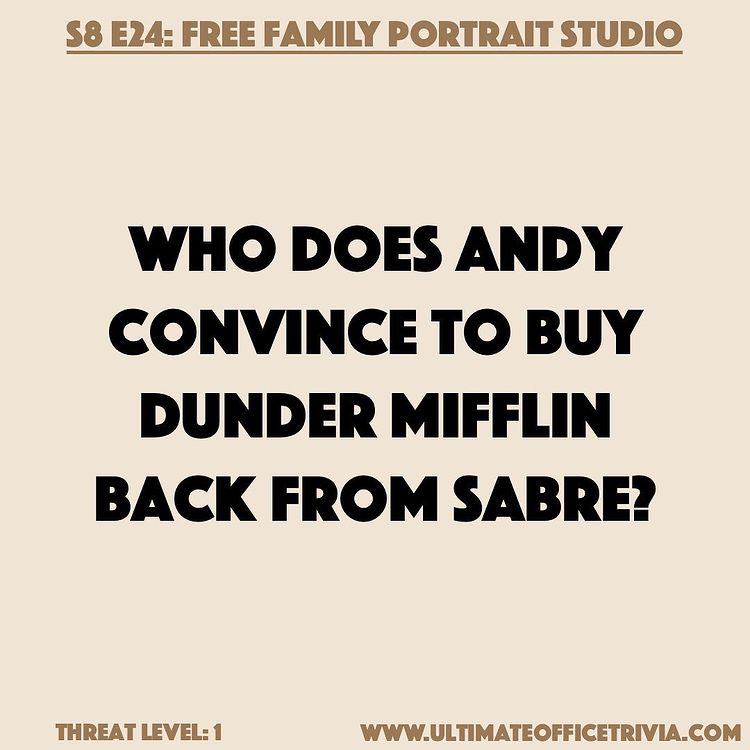 S8 E24: FREE FAMILY PORTRAIT STUDIO
WHO DOES ANDY
CONVINCE TO BUY
DUNDER MIFFLIN
BACK FROM SABRE?
THREAT LEVEL: 1
WWW.ULTIMATEOFFICETRIVIA.COM